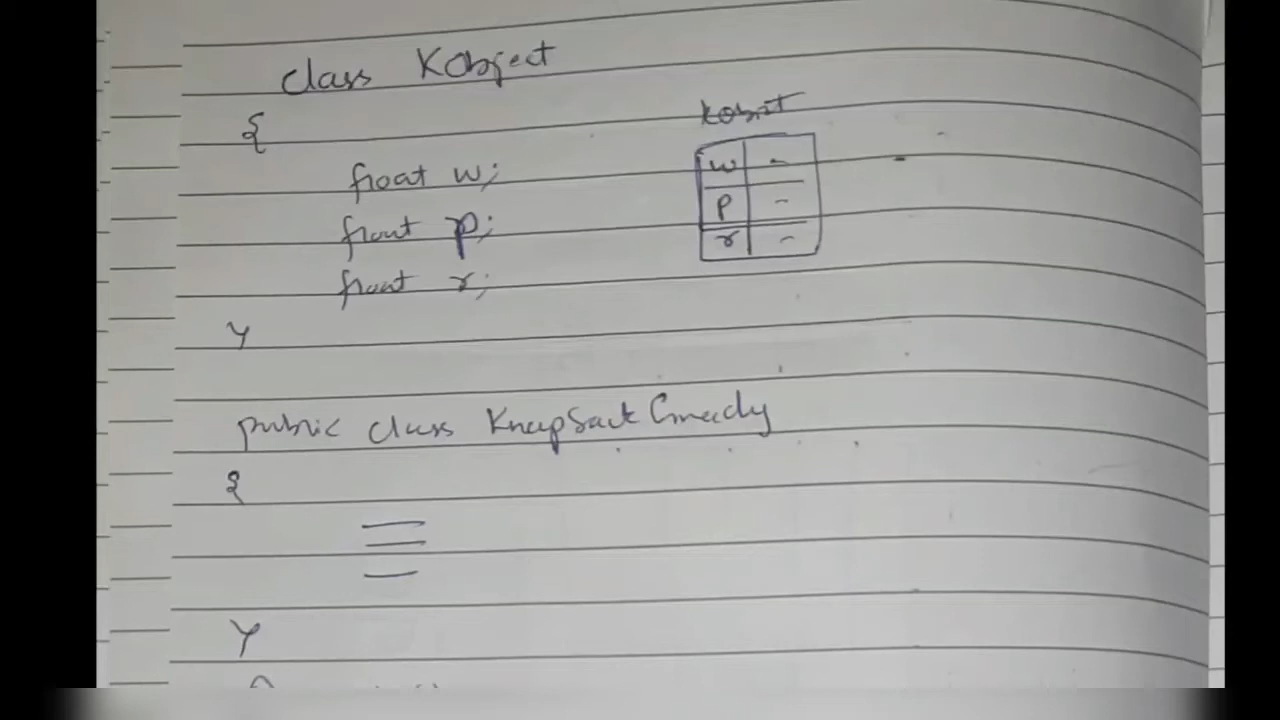 class KObject
{
float w;
float p;
float r;
}
kobject
w -
p -
r -
public class KnapSackGreedy
{
}